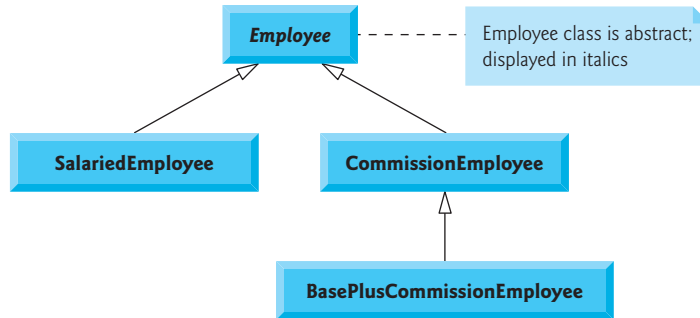 Employee
Employee class is abstract;
displayed in italics
SalariedEmployee
CommissionEmployee
BasePlusCommissionEmployee